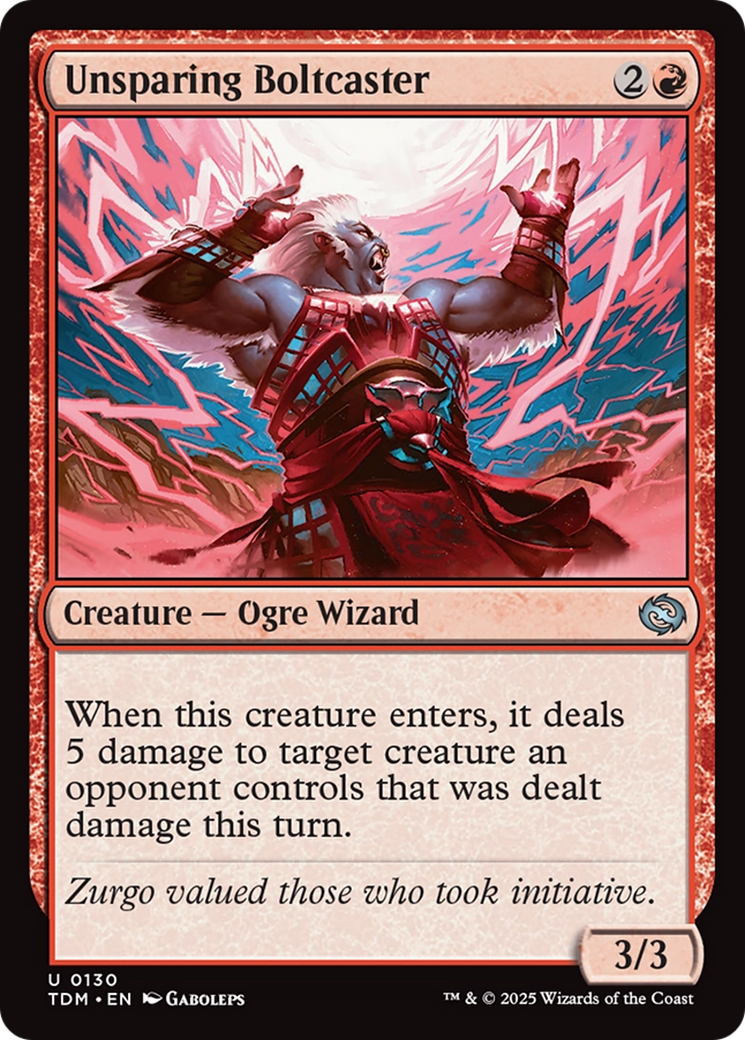 Unsparing Boltcaster 2
Creature — Ogre Wizard
When this creature enters, it deals
5 damage to target creature an
opponent controls that was dealt
damage this turn.
Zurgo valued those who took initiative.
3/3
U 0130
TDM • EN Gaboleps
™ & © 2025 Wizards of the Coast